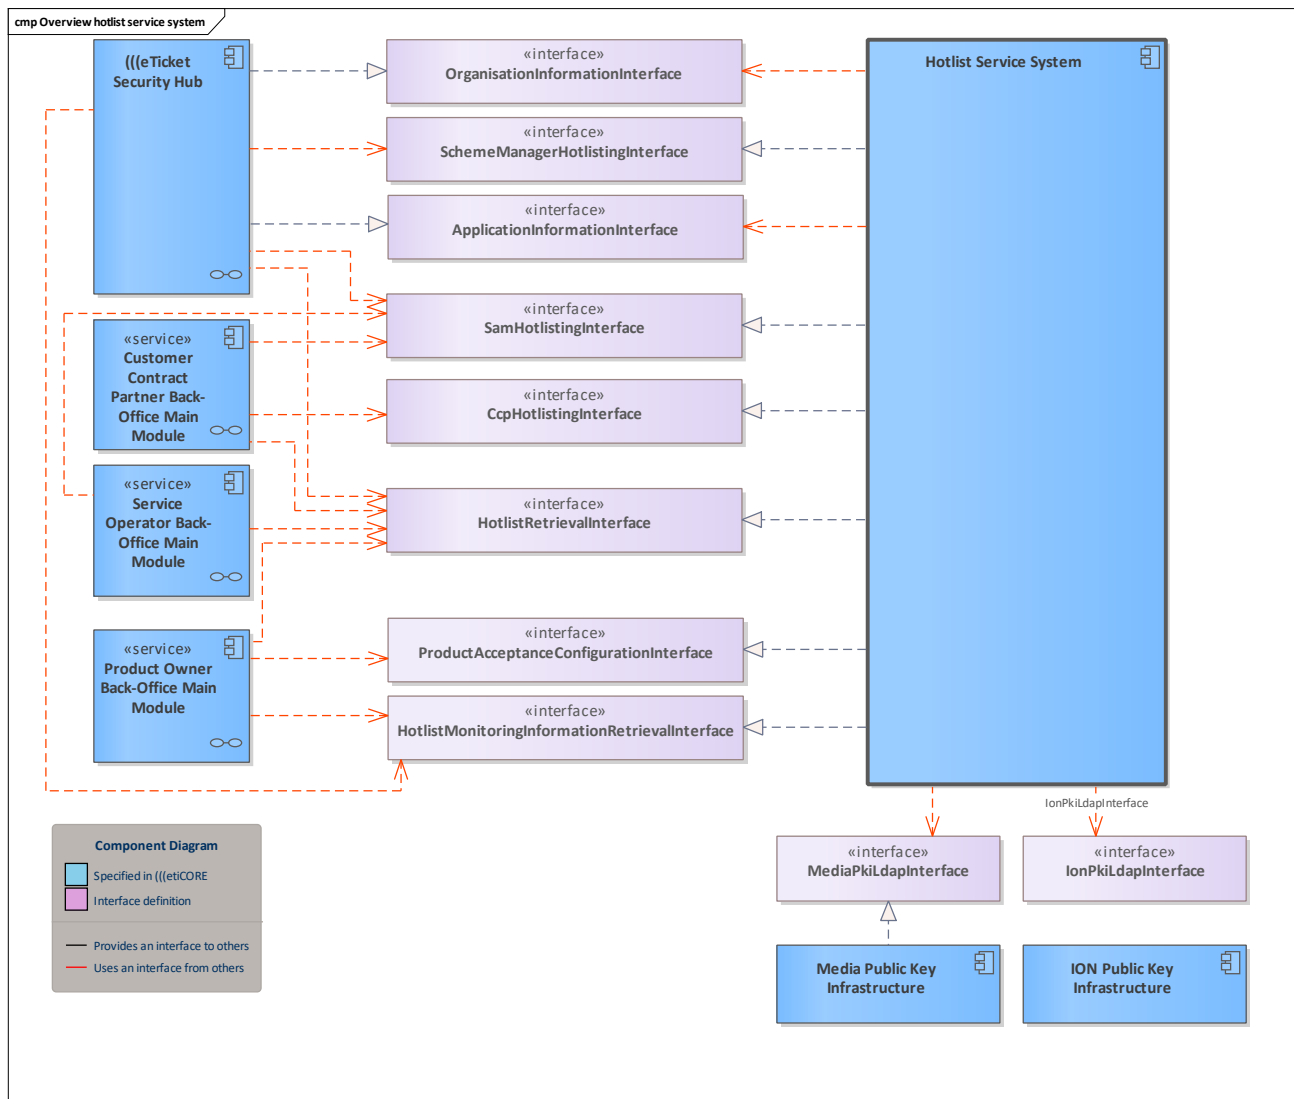 cmp Overview hotlist service system
(((eTicket
Security Hub
«interface»
OrganisationInformationInterface
Hotlist Service System
«interface»
SchemeManagerHotlistingInterface
«interface»
ApplicationInformationInterface
«interface»
SamHotlistingInterface
«service»
Customer
Contract
Partner Back-
Office Main
Module
«interface»
CcpHotlistingInterface
«service»
Service
Operator Back-
Office Main
Module
«interface»
HotlistRetrievalInterface
«service»
Product Owner
Back-Office Main
Module
«interface»
ProductAcceptanceConfigurationInterface
«interface»
HotlistMonitoringInformationRetrievalInterface
IonPkiLdapInterface
«interface»
MediaPkiLdapInterface
«interface»
IonPkiLdapInterface
Media Public Key
Infrastructure
ION Public Key
Infrastructure
Component Diagram
Specified in (((etiCORE
Interface definition
Provides an interface to others
Uses an interface from others